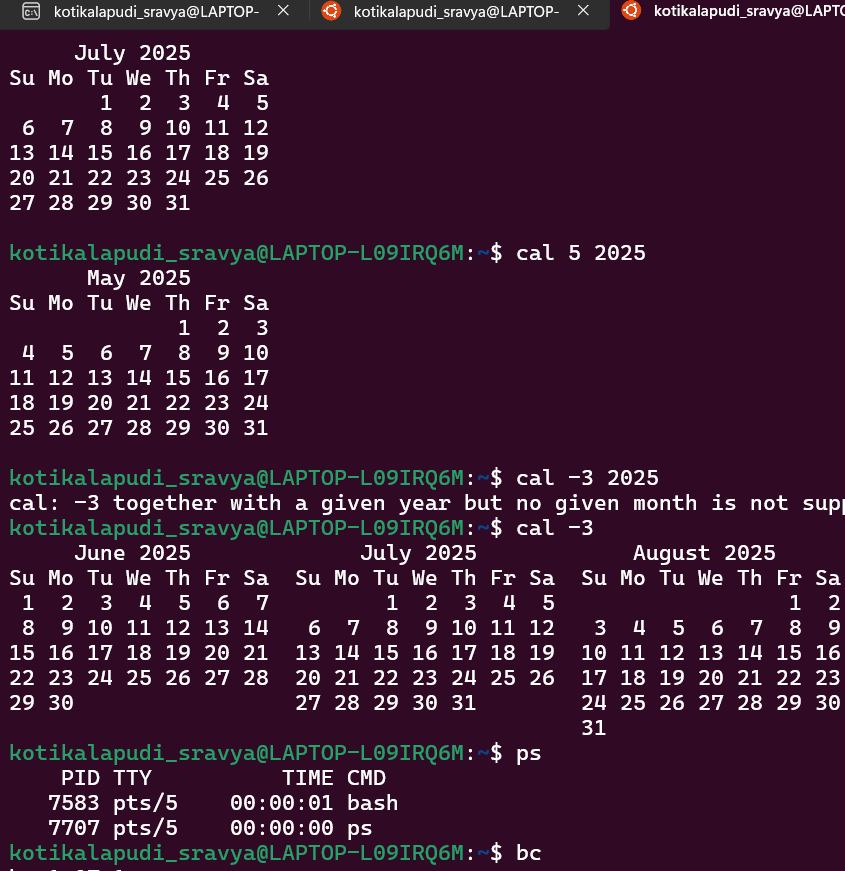 kotikalapudi_sravya@LAPTOP- kotikalapudi_sravya@LAPTOP- kotikalapudi_sravya@LAPTO
     July 2025
Su Mo Tu We Th Fr Sa
       1  2  3  4  5
 6  7  8  9 10 11 12
13 14 15 16 17 18 19
20 21 22 23 24 25 26
27 28 29 30 31
kotikalapudi_sravya@LAPTOP-L09IRQ6M:~$ cal 5 2025
      May 2025
Su Mo Tu We Th Fr Sa
             1  2  3
 4  5  6  7  8  9 10
11 12 13 14 15 16 17
18 19 20 21 22 23 24
25 26 27 28 29 30 31
kotikalapudi_sravya@LAPTOP-L09IRQ6M:~$ cal -3 2025
cal: -3 together with a given year but no given month is not supp
kotikalapudi_sravya@LAPTOP-L09IRQ6M:~$ cal -3
     June 2025             July 2025            August 2025
Su Mo Tu We Th Fr Sa  Su Mo Tu We Th Fr Sa  Su Mo Tu We Th Fr Sa
 1  2  3  4  5  6  7         1  2  3  4  5                  1  2
 8  9 10 11 12 13 14   6  7  8  9 10 11 12   3  4  5  6  7  8  9
15 16 17 18 19 20 21  13 14 15 16 17 18 19  10 11 12 13 14 15 16
22 23 24 25 26 27 28  20 21 22 23 24 25 26  17 18 19 20 21 22 23
29 30                 27 28 29 30 31        24 25 26 27 28 29 30
                                            31
kotikalapudi_sravya@LAPTOP-L09IRQ6M:~$ ps
    PID TTY          TIME CMD
   7583 pts/5    00:00:01 bash
   7707 pts/5    00:00:00 ps
kotikalapudi_sravya@LAPTOP-L09IRQ6M:~$ bc